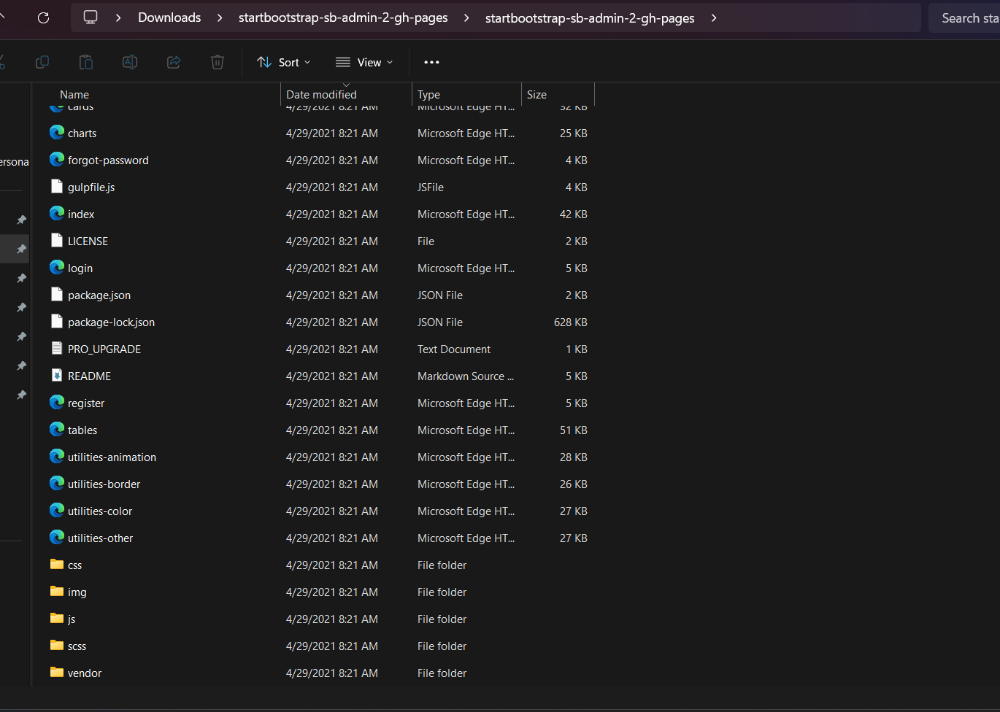 Downloads > startbootstrap-sb-admin-2-gh-pages > startbootstrap-sb-admin-2-gh-pages > Search sta
Sort View
ersona
Name Date modified Type Size
cards 4/29/2021 8:21 AM Microsoft Edge HT... 32 KB
charts 4/29/2021 8:21 AM Microsoft Edge HT... 25 KB
forgot-password 4/29/2021 8:21 AM Microsoft Edge HT... 4 KB
gulpfile.js 4/29/2021 8:21 AM JSFile 4 KB
index 4/29/2021 8:21 AM Microsoft Edge HT... 42 KB
LICENSE 4/29/2021 8:21 AM File 2 KB
login 4/29/2021 8:21 AM Microsoft Edge HT... 5 KB
package.json 4/29/2021 8:21 AM JSON File 2 KB
package-lock.json 4/29/2021 8:21 AM JSON File 628 KB
PRO_UPGRADE 4/29/2021 8:21 AM Text Document 1 KB
README 4/29/2021 8:21 AM Markdown Source ... 5 KB
register 4/29/2021 8:21 AM Microsoft Edge HT... 5 KB
tables 4/29/2021 8:21 AM Microsoft Edge HT... 51 KB
utilities-animation 4/29/2021 8:21 AM Microsoft Edge HT... 28 KB
utilities-border 4/29/2021 8:21 AM Microsoft Edge HT... 26 KB
utilities-color 4/29/2021 8:21 AM Microsoft Edge HT... 27 KB
utilities-other 4/29/2021 8:21 AM Microsoft Edge HT... 27 KB
css 4/29/2021 8:21 AM File folder
img 4/29/2021 8:21 AM File folder
js 4/29/2021 8:21 AM File folder
scss 4/29/2021 8:21 AM File folder
vendor 4/29/2021 8:21 AM File folder